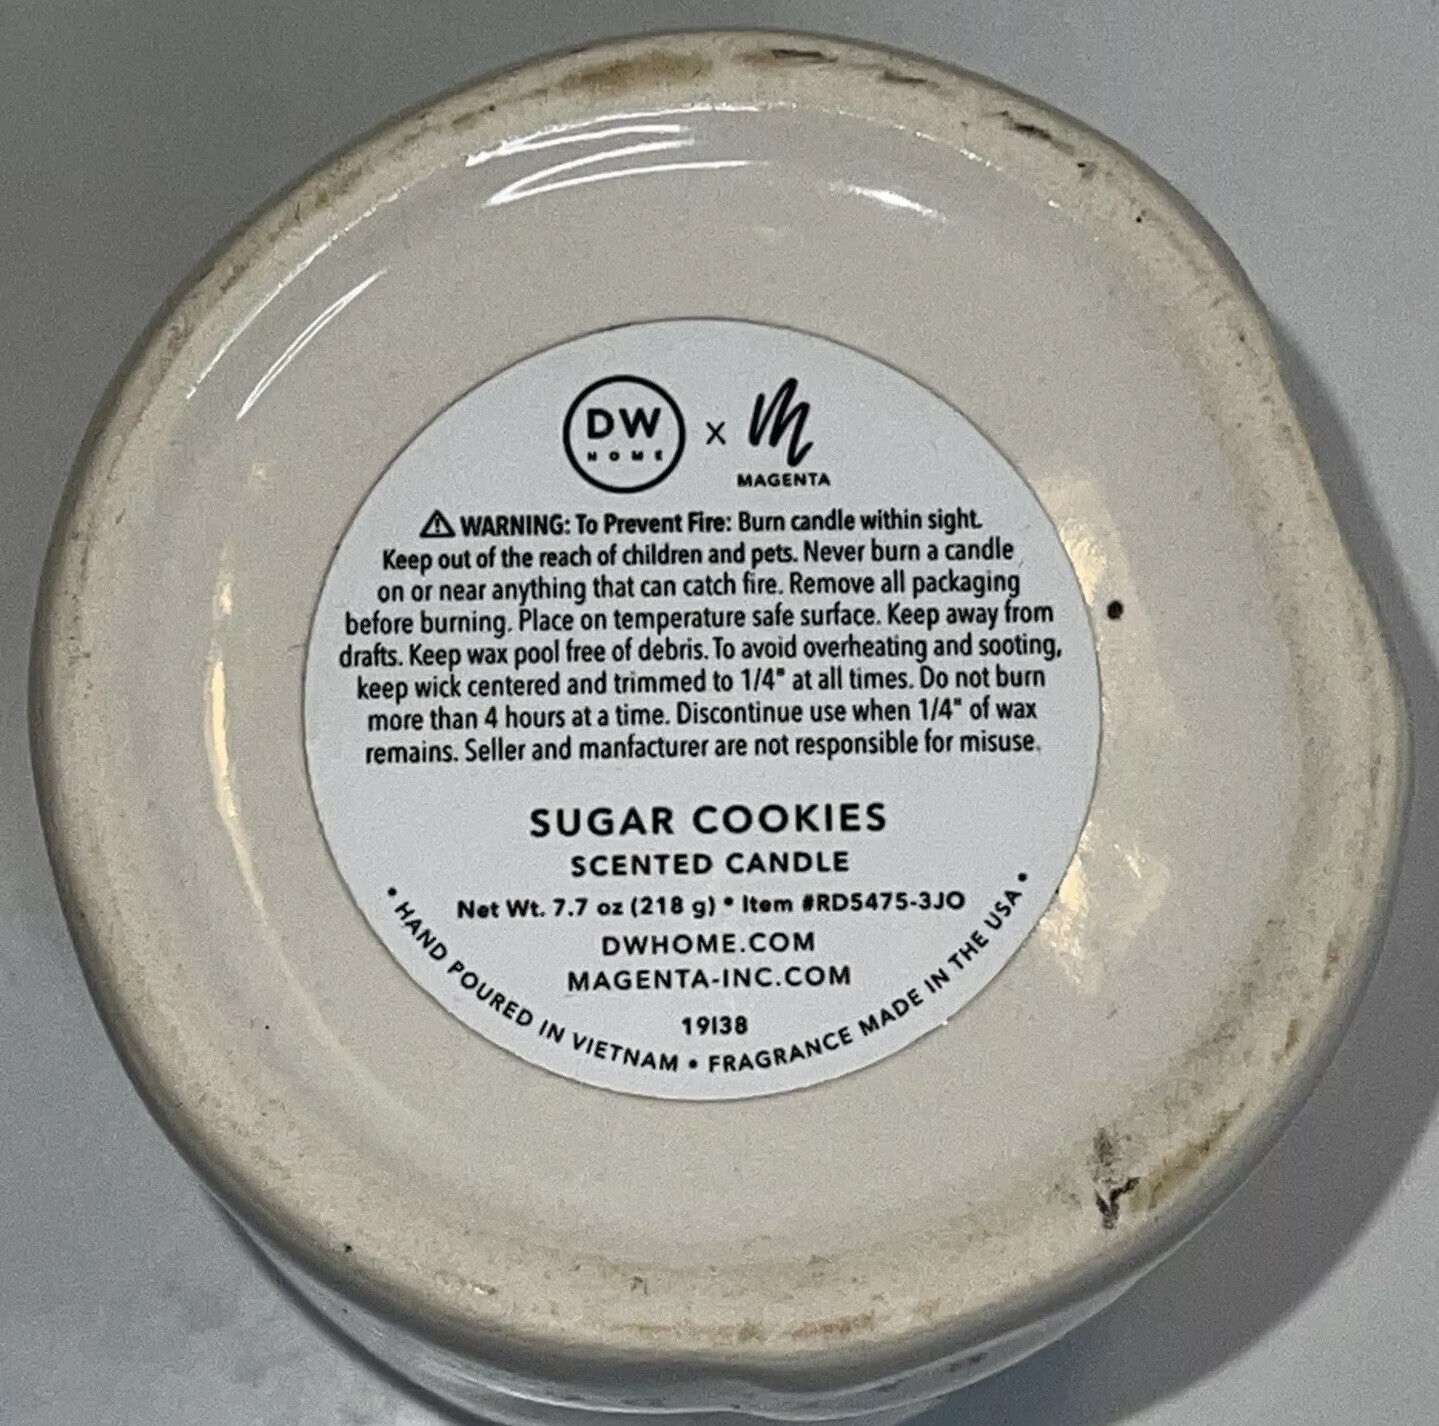 DW x M
HOME MAGENTA
⚠ WARNING: To Prevent Fire: Burn candle within sight.
Keep out of the reach of children and pets. Never burn a candle
on or near anything that can catch fire. Remove all packaging
before burning. Place on temperature safe surface. Keep away from
drafts. Keep wax pool free of debris. To avoid overheating and sooting,
keep wick centered and trimmed to 1/4" at all times. Do not burn
more than 4 hours at a time. Discontinue use when 1/4" of wax
remains. Seller and manfacturer are not responsible for misuse.
SUGAR COOKIES
SCENTED CANDLE
Net Wt. 7.7 oz (218 g) • Item #RD5475-3JO
DWHOME.COM
MAGENTA-INC.COM
19I38
• HAND POURED IN VIETNAM • FRAGRANCE MADE IN THE USA •